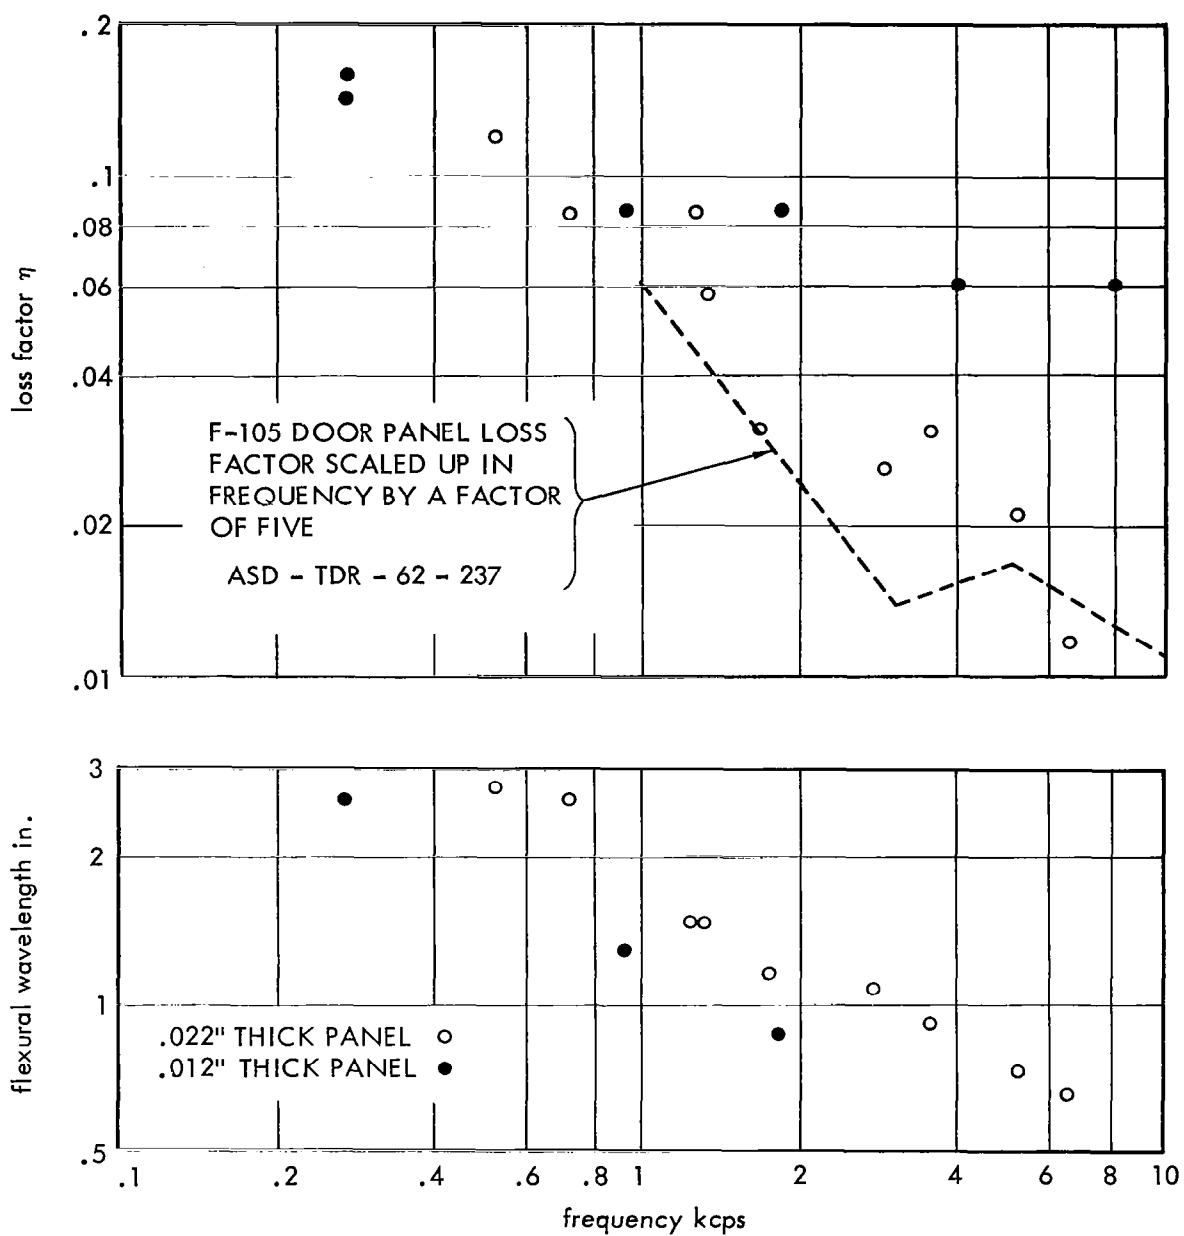 .2
.1
.08
.06
.04
.02
.01
loss factor η
F-105 DOOR PANEL LOSS
FACTOR SCALED UP IN
FREQUENCY BY A FACTOR
OF FIVE
ASD - TDR - 62 - 237
3
2
1
.5
flexural wavelength in.
.022" THICK PANEL
.012" THICK PANEL
.1 .2 .4 .6 .8 1 2 4 6 8 10
frequency kcps